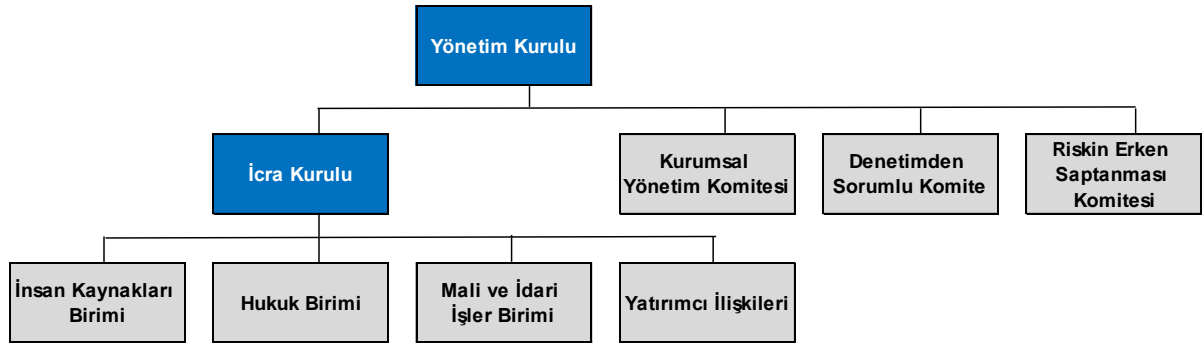 Yönetim Kurulu
İcra Kurulu
Kurumsal
Yönetim Komitesi
Denetimden
Sorumlu Komite
Riskin Erken
Saptanması
Komitesi
İnsan Kaynakları
Birimi
Hukuk Birimi
Mali ve İdari
İşler Birimi
Yatırımcı İlişkileri